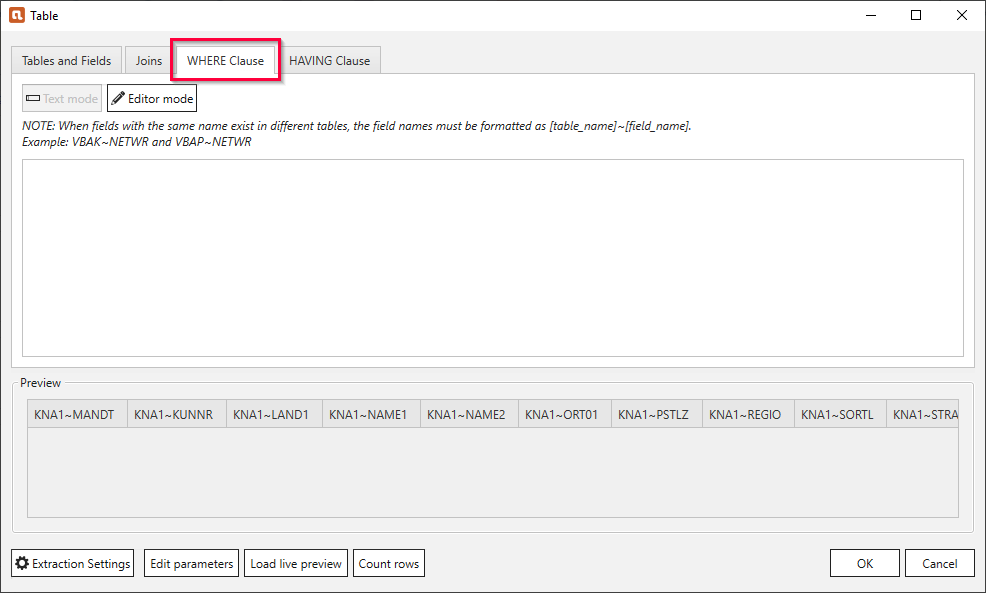 Table
Tables and Fields
Joins
WHERE Clause
HAVING Clause
Text mode
Editor mode
NOTE: When fields with the same name exist in different tables, the field names must be formatted as [table_name]~[field_name].
Example: VBAK~NETWR and VBAP~NETWR
Preview
KNA1~MANDT KNA1~KUNNR KNA1~LAND1 KNA1~NAME1 KNA1~NAME2 KNA1~ORT01 KNA1~PSTLZ KNA1~REGIO KNA1~SORTL KNA1~STRA
Extraction Settings
Edit parameters
Load live preview
Count rows
OK
Cancel